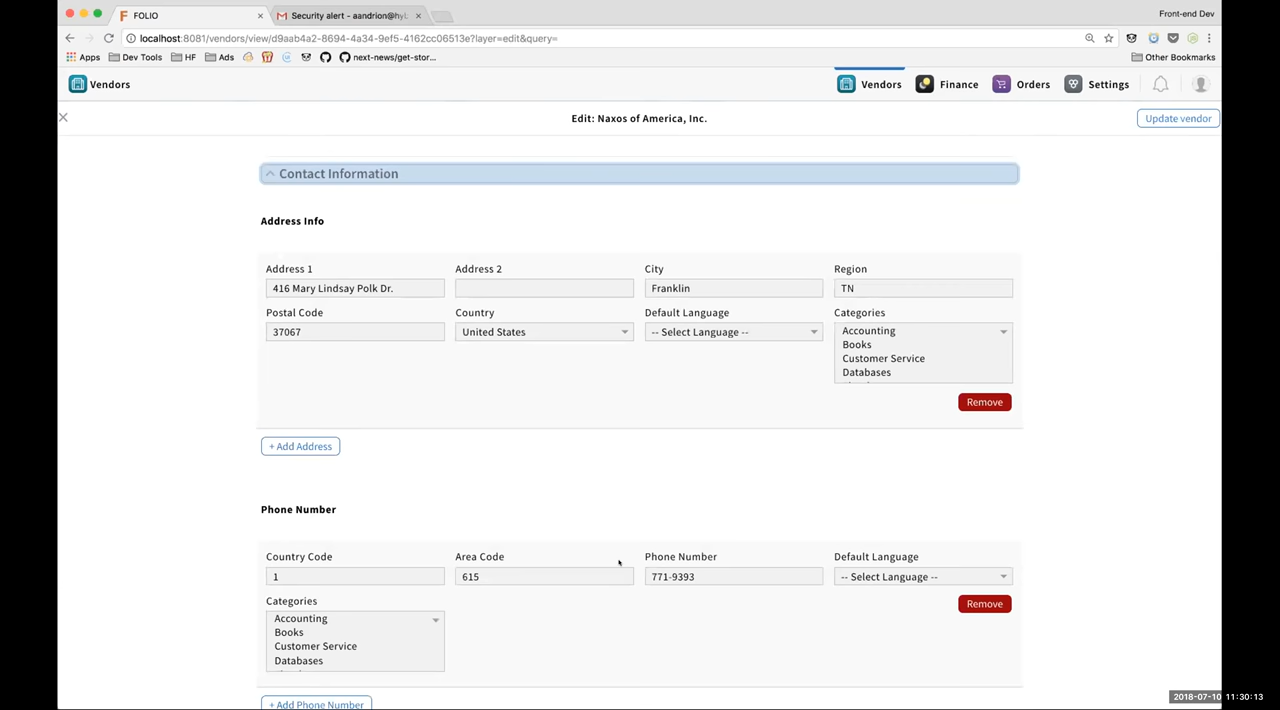 FOLIO
Security alert - aandrion@hyb
Front-end Dev
localhost:8081/vendors/view/d9aab4a2-8694-4a34-9ef5-4162cc06513e?layer=edit&query=
Apps Dev Tools HF Ads next-news/get-stor... Other Bookmarks
Vendors Vendors Finance Orders Settings
Edit: Naxos of America, Inc. Update vendor
Contact Information
Address Info
Address 1 Address 2 City Region
416 Mary Lindsay Polk Dr. Franklin TN
Postal Code Country Default Language Categories
37067 United States -- Select Language -- Accounting
Books
Customer Service
Databases
Remove
+ Add Address
Phone Number
Country Code Area Code Phone Number Default Language
1 615 771-9393 -- Select Language --
Categories Remove
Accounting
Books
Customer Service
Databases
+ Add Phone Number
2018-07-10 11:30:13